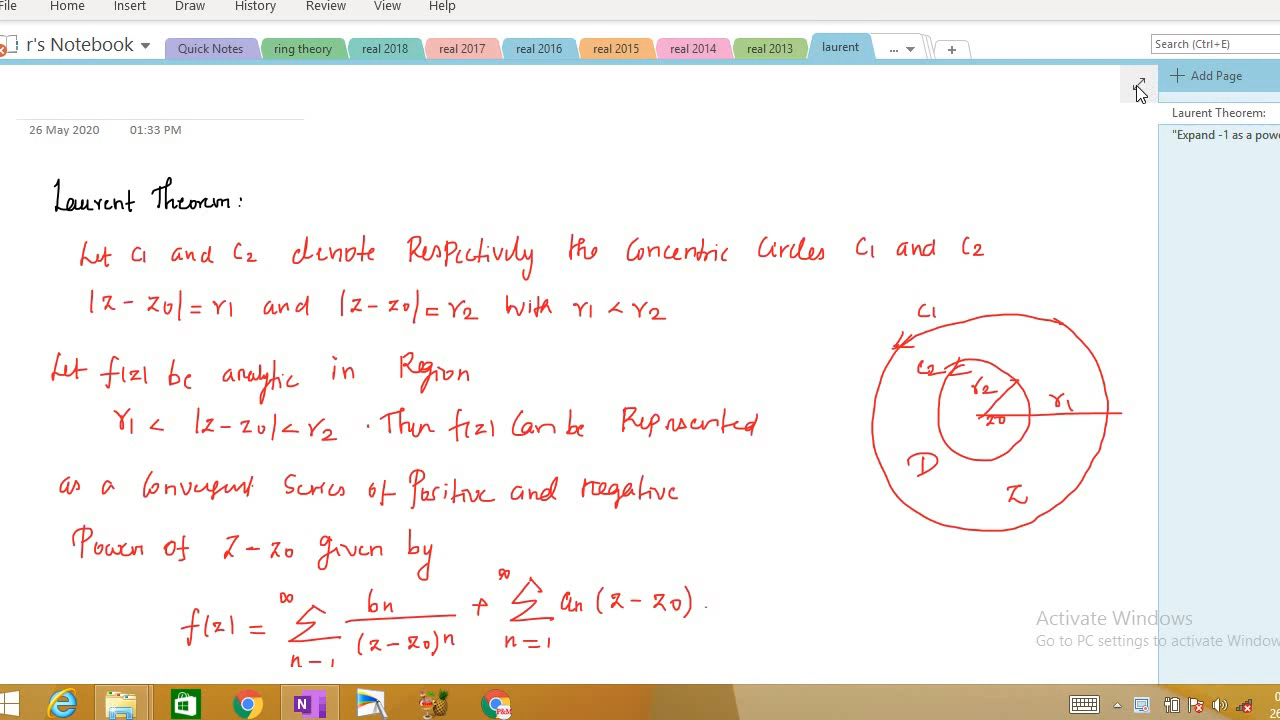 File Home Insert Draw History Review View Help
r's Notebook Quick Notes ring theory real 2018 real 2017 real 2016 real 2015 real 2014 real 2013 laurent ... Search (Ctrl+E)
Add Page
26 May 2020 01:33 PM
Laurent Theorem:
"Expand -1 as a powe
Laurent Theorem:
Let C1 and C2 denote Respectively the Concentric Circles C1 and C2
|z - z0| = r1 and |z - z0| = r2 with r1 < r2
Let f(z) be analytic in Region
r1 < |z - z0| < r2 . Then f(z) Can be Represented
as a Convergent Series of Positive and negative
Power of z - z0 given by
f(z) = ∞ ∑ n-1 bn/(z - z0)^n + ∞ ∑ n=1 an (z - z0) .
C1
C2
r2
r1
z0
D
Z
Activate Windows
Go to PC settings to activate Window
N
P&M
0
26